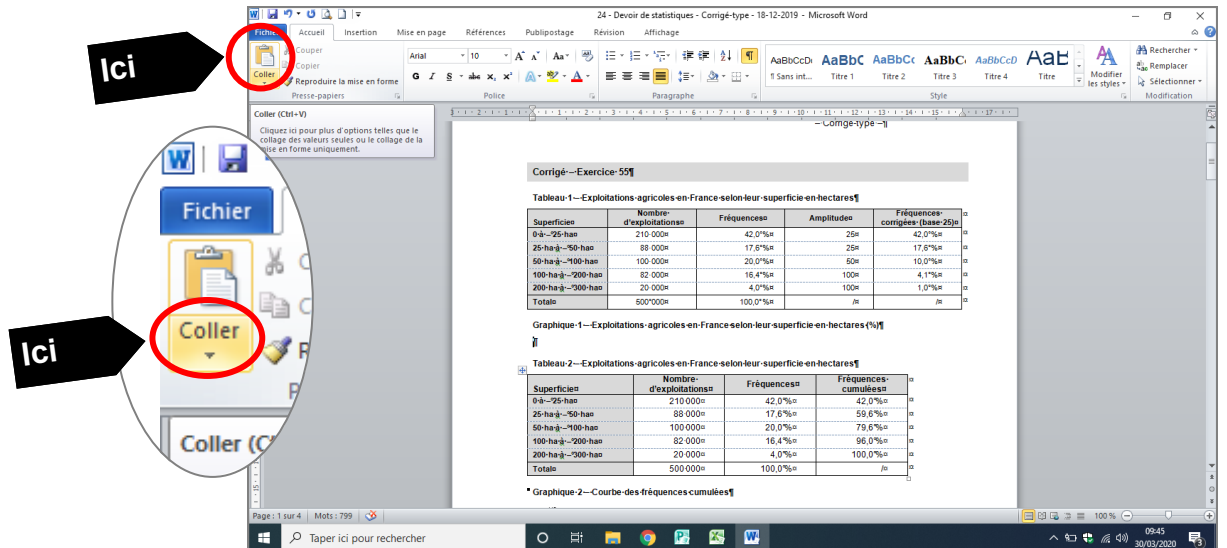 24 - Devoir de statistiques - Corrigé-type - 18-12-2019 - Microsoft Word
Fichier Accueil Insertion Mise en page Références Publipostage Révision Affichage
Ici
Coller
Couper
Copier
Reproduire la mise en forme
Presse-papiers
Arial 10
G I S abc x₂ x²
Police
Paragraphe
AaBbCcDc AaBbC AaBbCc AaBbC AaBbCcD AaB
¶ Sans int... Titre 1 Titre 2 Titre 3 Titre 4 Titre
Modifier les styles
Style
Rechercher
Remplacer
Sélectionner
Modification
Coller (Ctrl+V)
Cliquez ici pour plus d'options telles que le
collage des valeurs seules ou le collage de la
mise en forme uniquement.
Fichier
Coller
Ici
Coller (C
–·Corrigé-type·–¶
Corrigé·–·Exercice·55¶
Tableau·1·–·Exploitations·agricoles·en·France·selon·leur·superficie·en·hectares¶
Superficie¤ Nombre· d'exploitations¤ Fréquences¤ Amplitude¤ Fréquences· corrigées·(base·25)¤
0·à·–°25·ha¤ 210·000¤ 42,0°%¤ 25¤ 42,0°%¤
25·ha·à·–°50·ha¤ 88·000¤ 17,6°%¤ 25¤ 17,6°%¤
50·ha·à·–°100·ha¤ 100·000¤ 20,0°%¤ 50¤ 10,0°%¤
100·ha·à·–°200·ha¤ 82·000¤ 16,4°%¤ 100¤ 4,1°%¤
200·ha·à·–°300·ha¤ 20·000¤ 4,0°%¤ 100¤ 1,0°%¤
Total¤ 500°000¤ 100,0°%¤ /¤ /¤
Graphique·1·–·Exploitations·agricoles·en·France·selon·leur·superficie·en·hectares·(%)¶
¶
Tableau·2·–·Exploitations·agricoles·en·France·selon·leur·superficie·en·hectares¶
Superficie¤ Nombre· d'exploitations¤ Fréquences¤ Fréquences· cumulées¤
0·à·–°25·ha¤ 210·000¤ 42,0°%¤ 42,0°%¤
25·ha·à·–°50·ha¤ 88·000¤ 17,6°%¤ 59,6°%¤
50·ha·à·–°100·ha¤ 100·000¤ 20,0°%¤ 79,6°%¤
100·ha·à·–°200·ha¤ 82·000¤ 16,4°%¤ 96,0°%¤
200·ha·à·–°300·ha¤ 20·000¤ 4,0°%¤ 100,0°%¤
Total¤ 500·000¤ 100,0°%¤ /¤
Graphique·2·–·Courbe·des·fréquences·cumulées¶
Page : 1 sur 4 Mots : 799 100 %
Taper ici pour rechercher
09:45
30/03/2020